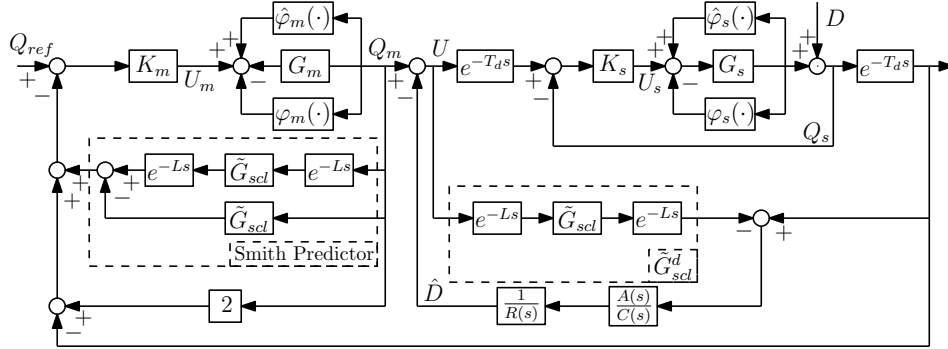 φ̂_m(·)
φ̂_s(·)
D
Q_ref
+
−
K_m
U_m
+
+
−
G_m
Q_m
+
−
U
e^{-T_d s}
+
−
K_s
U_s
+
+
−
G_s
+
+
e^{-T_d s}
φ_m(·)
φ_s(·)
Q_s
+
+
+
−
e^{-Ls}
G̃_scl
e^{-Ls}
G̃_scl
Smith Predictor
e^{-Ls}
G̃_scl
e^{-Ls}
−
+
G̃^d_scl
D̂
2
+
−
1/R(s)
A(s)/C(s)